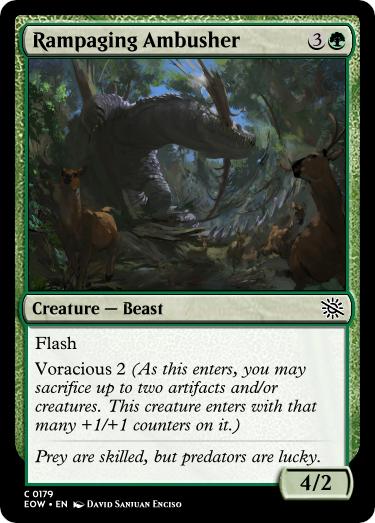 Rampaging Ambusher 3
Creature — Beast
Flash
Voracious 2 (As this enters, you may
sacrifice up to two artifacts and/or
creatures. This creature enters with that
many +1/+1 counters on it.)
Prey are skilled, but predators are lucky.
4/2
C 0179
EOW • EN DAVID SANJUAN ENCISO